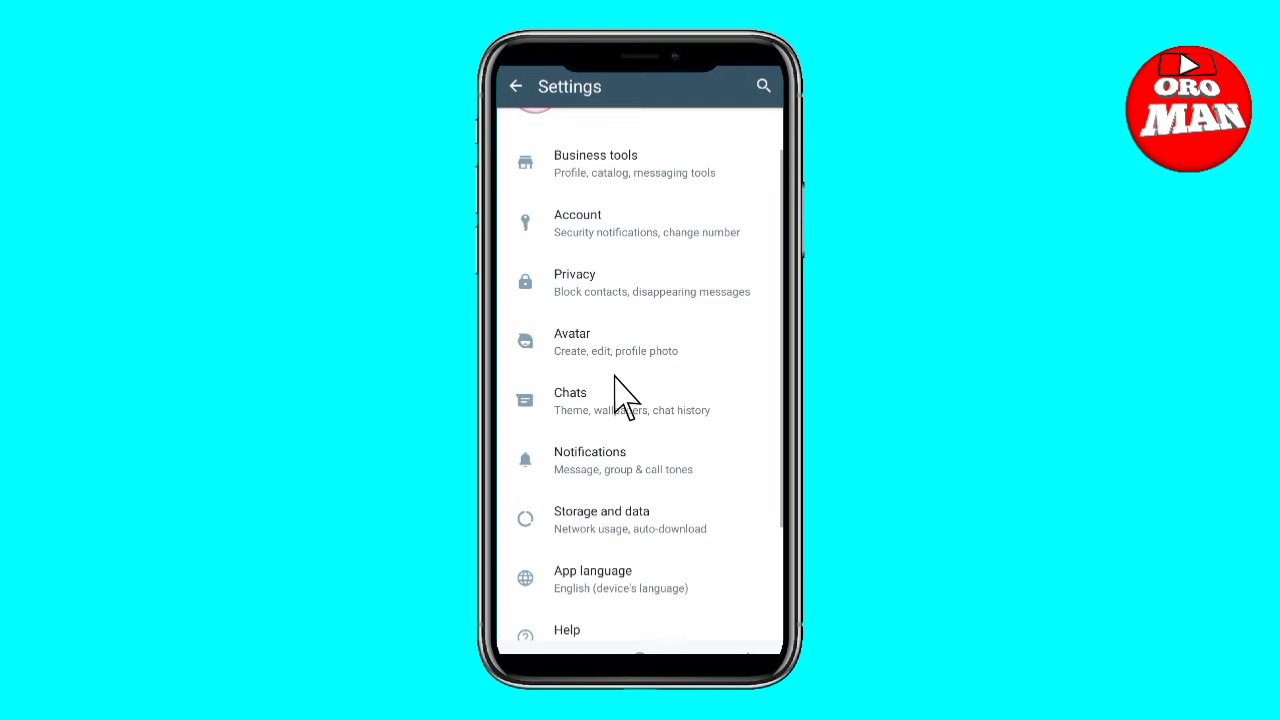 Settings
Business tools
Profile, catalog, messaging tools
Account
Security notifications, change number
Privacy
Block contacts, disappearing messages
Avatar
Create, edit, profile photo
Chats
Theme, wallpapers, chat history
Notifications
Message, group & call tones
Storage and data
Network usage, auto-download
App language
English (device's language)
Help
ORO
MAN